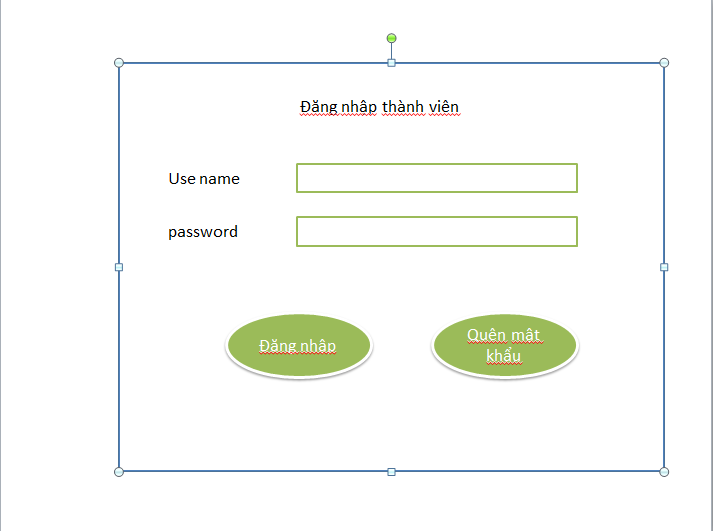 Đăng nhập thành viên
Use name
password
Đăng nhập
Quên mật
khẩu